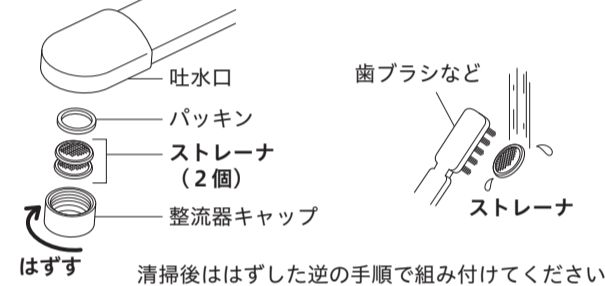 吐水口
パッキン
ストレーナ
（2個）
整流器キャップ
はずす
歯ブラシなど
ストレーナ
清掃後ははずした逆の手順で組み付けてください